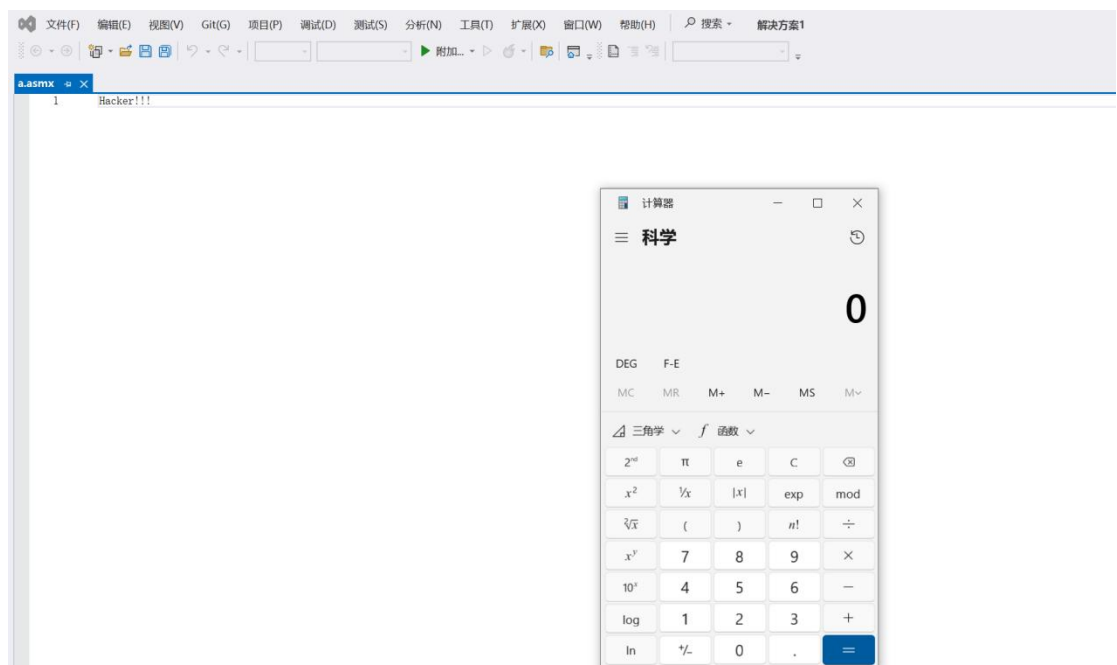 文件(F) 编辑(E) 视图(V) Git(G) 项目(P) 调试(D) 测试(S) 分析(N) 工具(T) 扩展(X) 窗口(W) 帮助(H) 搜索 解决方案1
附加...
a.asmx
1 Hacker!!!
计算器
科学
0
DEG F-E
MC MR M+ M− MS M
三角学 f 函数
2ⁿᵈ π e C
x² ¹/x |x| exp mod
²√x ( ) n! ÷
xʸ 7 8 9 ×
10ˣ 4 5 6 −
log 1 2 3 +
ln +/− 0 . =